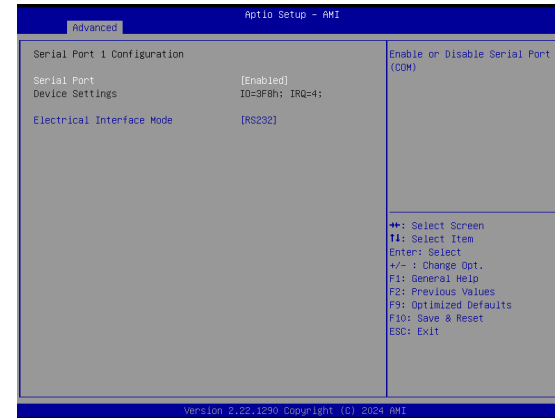 Aptio Setup - AMI
Advanced
Serial Port 1 Configuration
Serial Port [Enabled]
Device Settings IO=3F8h; IRQ=4;
Electrical Interface Mode [RS232]
Enable or Disable Serial Port
(COM)
→←: Select Screen
↑↓: Select Item
Enter: Select
+/- : Change Opt.
F1: General Help
F2: Previous Values
F9: Optimized Defaults
F10: Save & Reset
ESC: Exit
Version 2.22.1290 Copyright (C) 2024 AMI